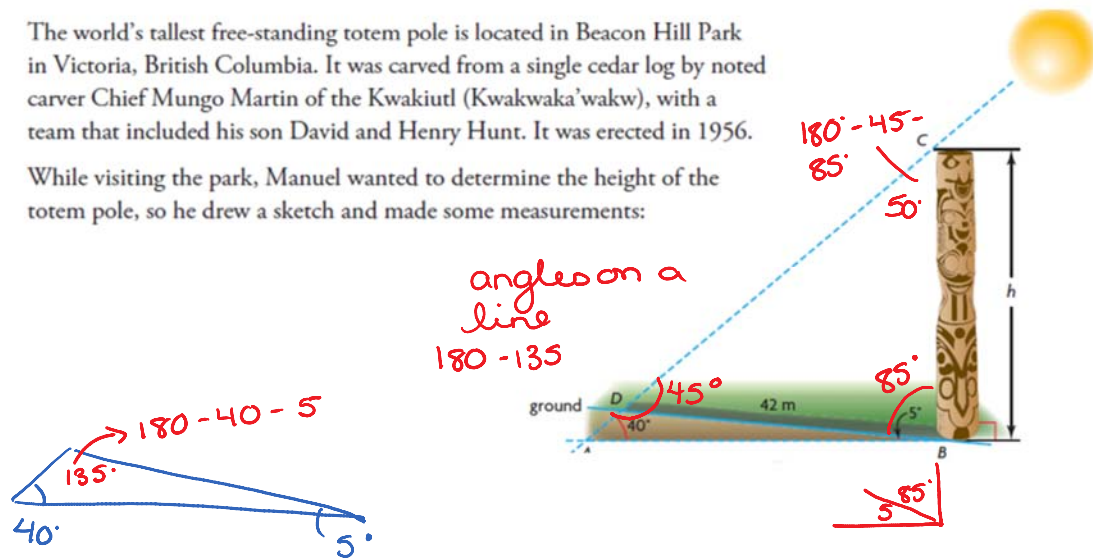 The world's tallest free-standing totem pole is located in Beacon Hill Park
in Victoria, British Columbia. It was carved from a single cedar log by noted
carver Chief Mungo Martin of the Kwakiutl (Kwakwaka'wakw), with a
team that included his son David and Henry Hunt. It was erected in 1956.
While visiting the park, Manuel wanted to determine the height of the
totem pole, so he drew a sketch and made some measurements:
180° - 45 -
85°
C
50°
h
angles on a
line
180 - 135
ground
D
45°
42 m
85°
40°
5°
A
B
5
85°
180 - 40 - 5
135°
40°
5°